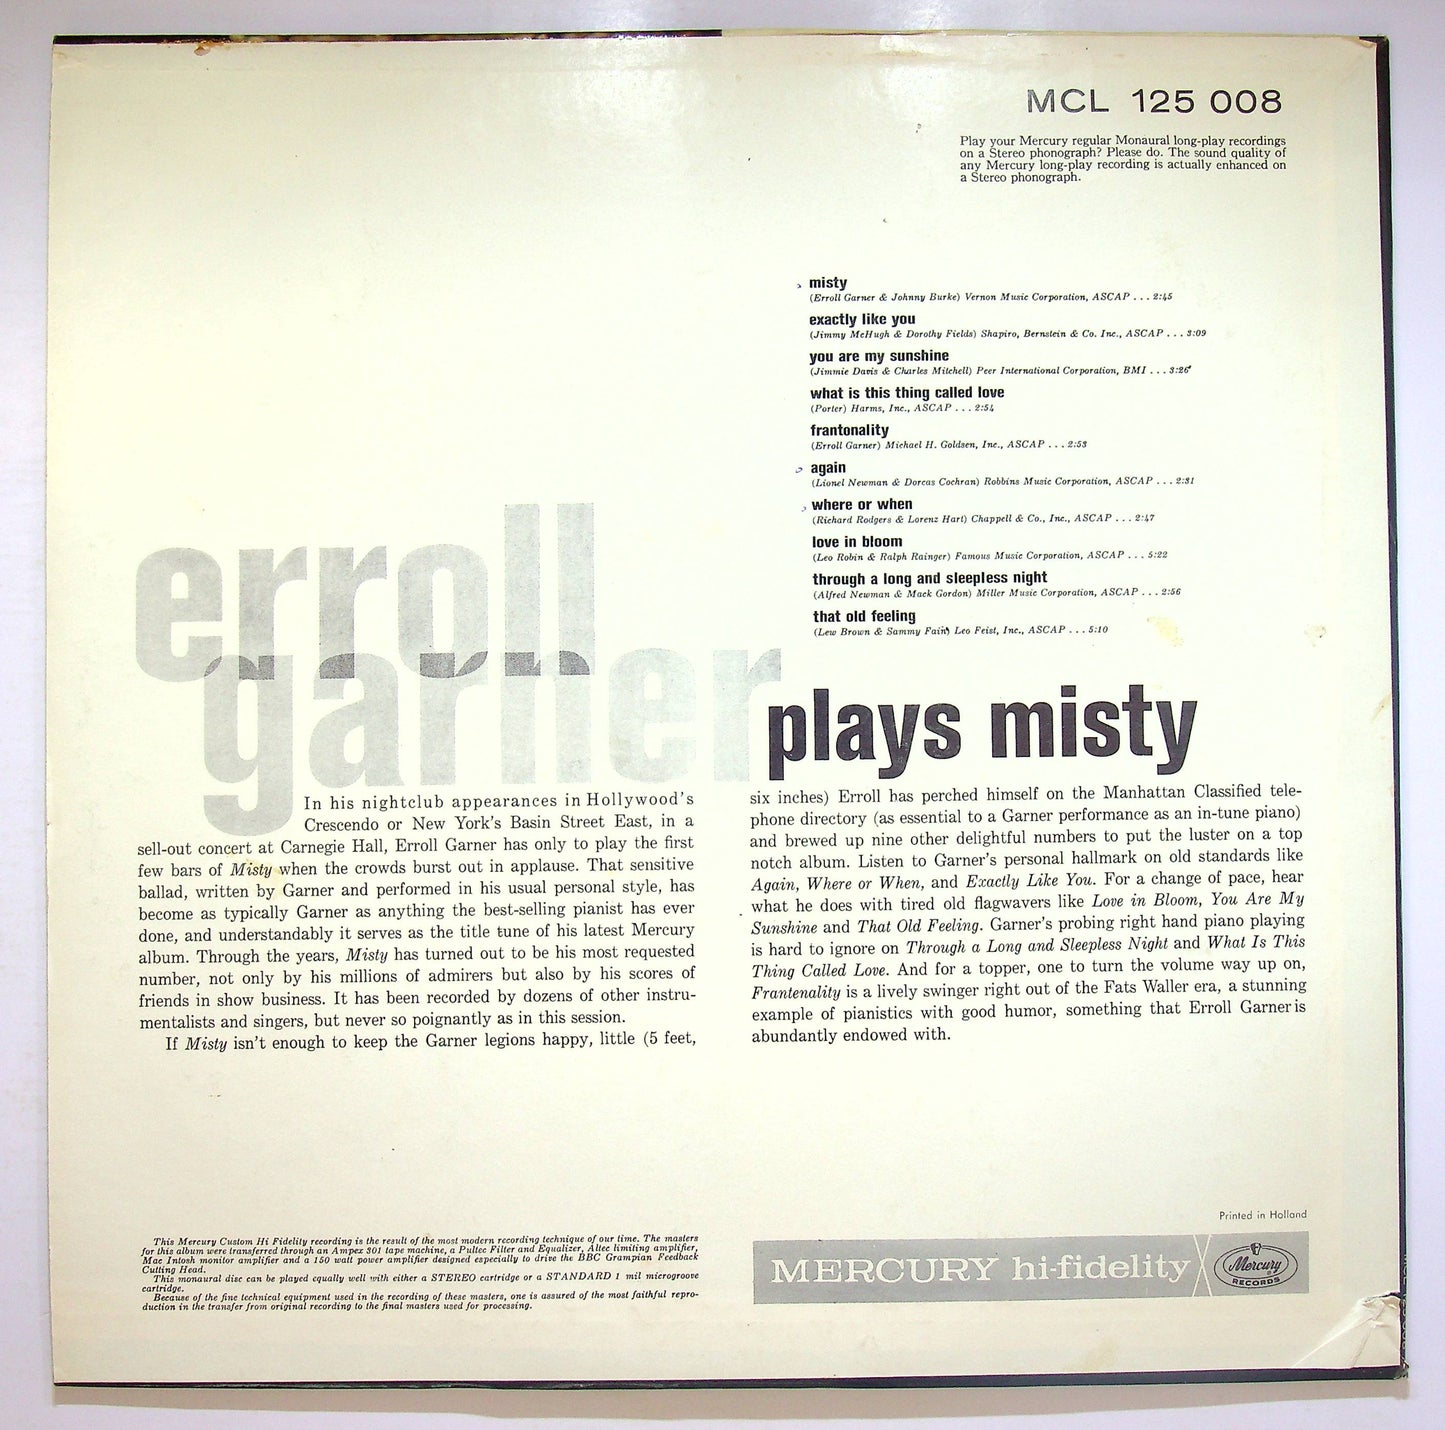 MCL 125 008
Play your Mercury regular Monaural long-play recordings
on a Stereo phonograph? Please do. The sound quality of
any Mercury long-play recording is actually enhanced on
a Stereo phonograph.
misty
(Erroll Garner & Johnny Burke) Vernon Music Corporation, ASCAP . . . 2:45
exactly like you
(Jimmy McHugh & Dorothy Fields) Shapiro, Bernstein & Co. Inc., ASCAP . . . 3:09
you are my sunshine
(Jimmie Davis & Charles Mitchell) Peer International Corporation, BMI . . . 3:26
what is this thing called love
(Porter) Harms, Inc., ASCAP . . . 2:54
frantonality
(Erroll Garner) Michael H. Goldsen, Inc., ASCAP . . . 2:53
again
(Lionel Newman & Dorcas Cochran) Robbins Music Corporation, ASCAP . . . 2:31
where or when
(Richard Rodgers & Lorenz Hart) Chappell & Co., Inc., ASCAP . . . 2:47
love in bloom
(Leo Robin & Ralph Rainger) Famous Music Corporation, ASCAP . . . 5:22
through a long and sleepless night
(Alfred Newman & Mack Gordon) Miller Music Corporation, ASCAP . . . 2:56
that old feeling
(Lew Brown & Sammy Fain) Leo Feist, Inc., ASCAP . . . 5:10
erroll
garner
plays misty
In his nightclub appearances in Hollywood's
Crescendo or New York's Basin Street East, in a
sell-out concert at Carnegie Hall, Erroll Garner has only to play the first
few bars of Misty when the crowds burst out in applause. That sensitive
ballad, written by Garner and performed in his usual personal style, has
become as typically Garner as anything the best-selling pianist has ever
done, and understandably it serves as the title tune of his latest Mercury
album. Through the years, Misty has turned out to be his most requested
number, not only by his millions of admirers but also by his scores of
friends in show business. It has been recorded by dozens of other instru-
mentalists and singers, but never so poignantly as in this session.
If Misty isn't enough to keep the Garner legions happy, little (5 feet,
six inches) Erroll has perched himself on the Manhattan Classified tele-
phone directory (as essential to a Garner performance as an in-tune piano)
and brewed up nine other delightful numbers to put the luster on a top
notch album. Listen to Garner's personal hallmark on old standards like
Again, Where or When, and Exactly Like You. For a change of pace, hear
what he does with tired old flagwavers like Love in Bloom, You Are My
Sunshine and That Old Feeling. Garner's probing right hand piano playing
is hard to ignore on Through a Long and Sleepless Night and What Is This
Thing Called Love. And for a topper, one to turn the volume way up on,
Frantenality is a lively swinger right out of the Fats Waller era, a stunning
example of pianistics with good humor, something that Erroll Garner is
abundantly endowed with.
This Mercury Custom Hi Fidelity recording is the result of the most modern recording technique of our time. The masters
for this album were transferred through an Ampex 301 tape machine, a Pultec Filter and Equalizer, Altec limiting amplifier,
Mac Intosh monitor amplifier and a 150 watt power amplifier designed especially to drive the BBC Grampian Feedback
Cutting Head.
This monaural disc can be played equally well with either a STEREO cartridge or a STANDARD 1 mil microgroove
cartridge.
Because of the fine technical equipment used in the recording of these masters, one is assured of the most faithful repro-
duction in the transfer from original recording to the final masters used for processing.
Printed in Holland
MERCURY hi-fidelity
Mercury
RECORDS